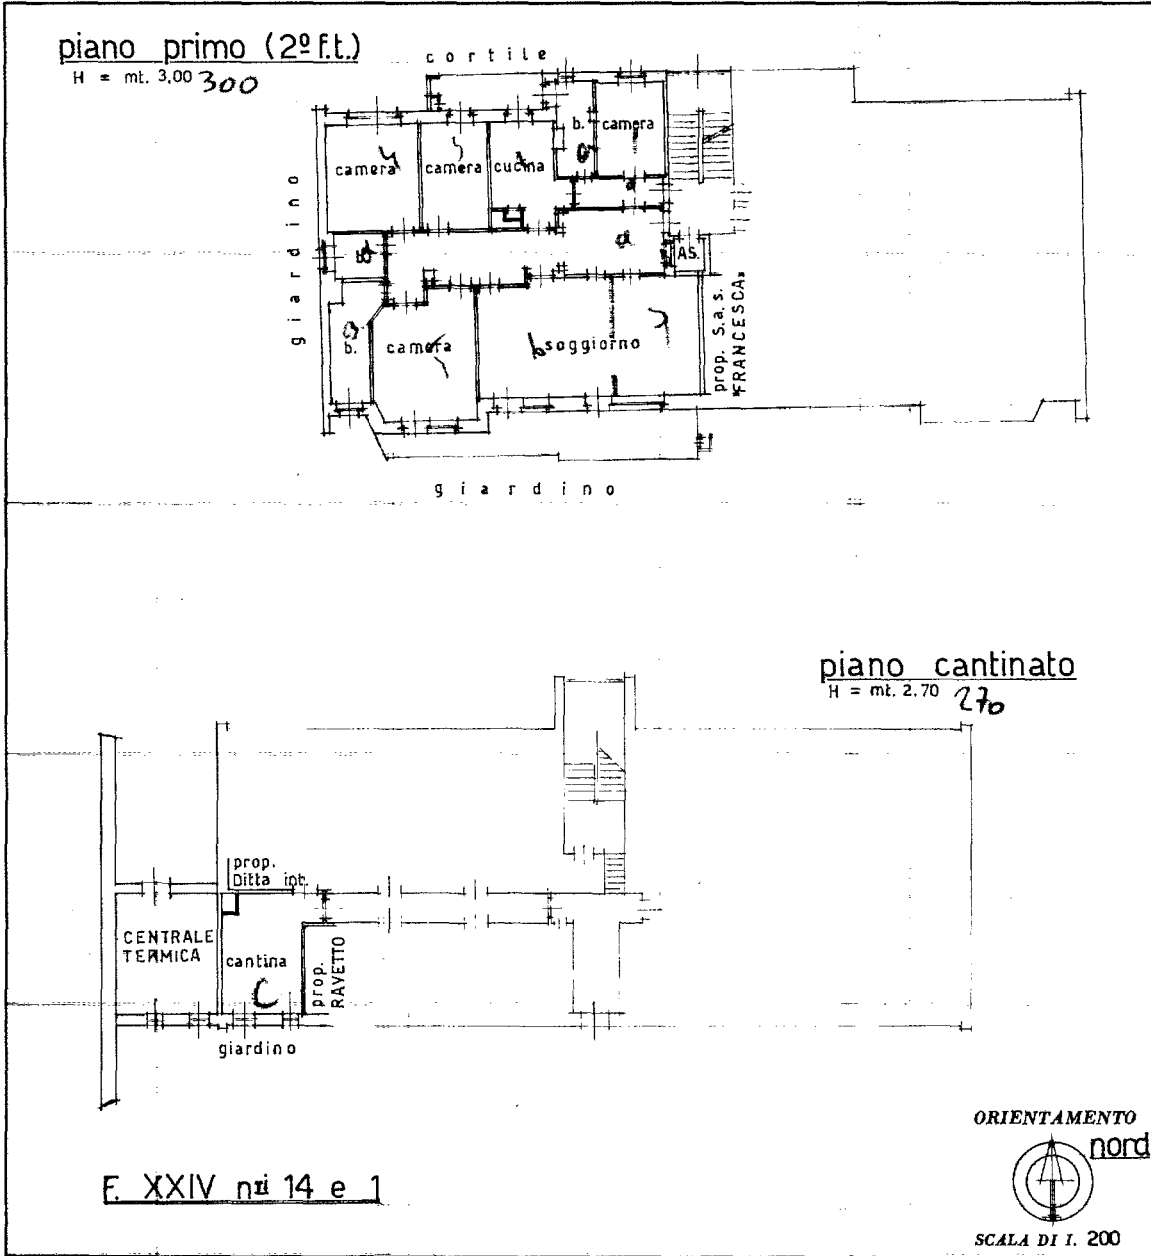 piano primo (2º f.t.)
H = mt. 3,00 300
cortile
camera
camera
cucina
b.
camera
giardino
a
AS.
b.
camera
soggiorno
prop. S.a.s.
"FRANCESCA"
giardino
piano cantinato
H = mt. 2.70 270
prop.
Ditta int.
CENTRALE
TERMICA
cantina
C
prop.
RAVETTO
giardino
ORIENTAMENTO
nord
F. XXIV nri 14 e 1
SCALA DI 1. 200